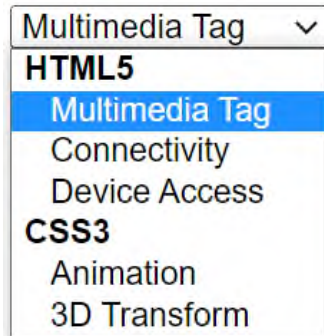 Multimedia Tag
HTML5
Multimedia Tag
Connectivity
Device Access
CSS3
Animation
3D Transform